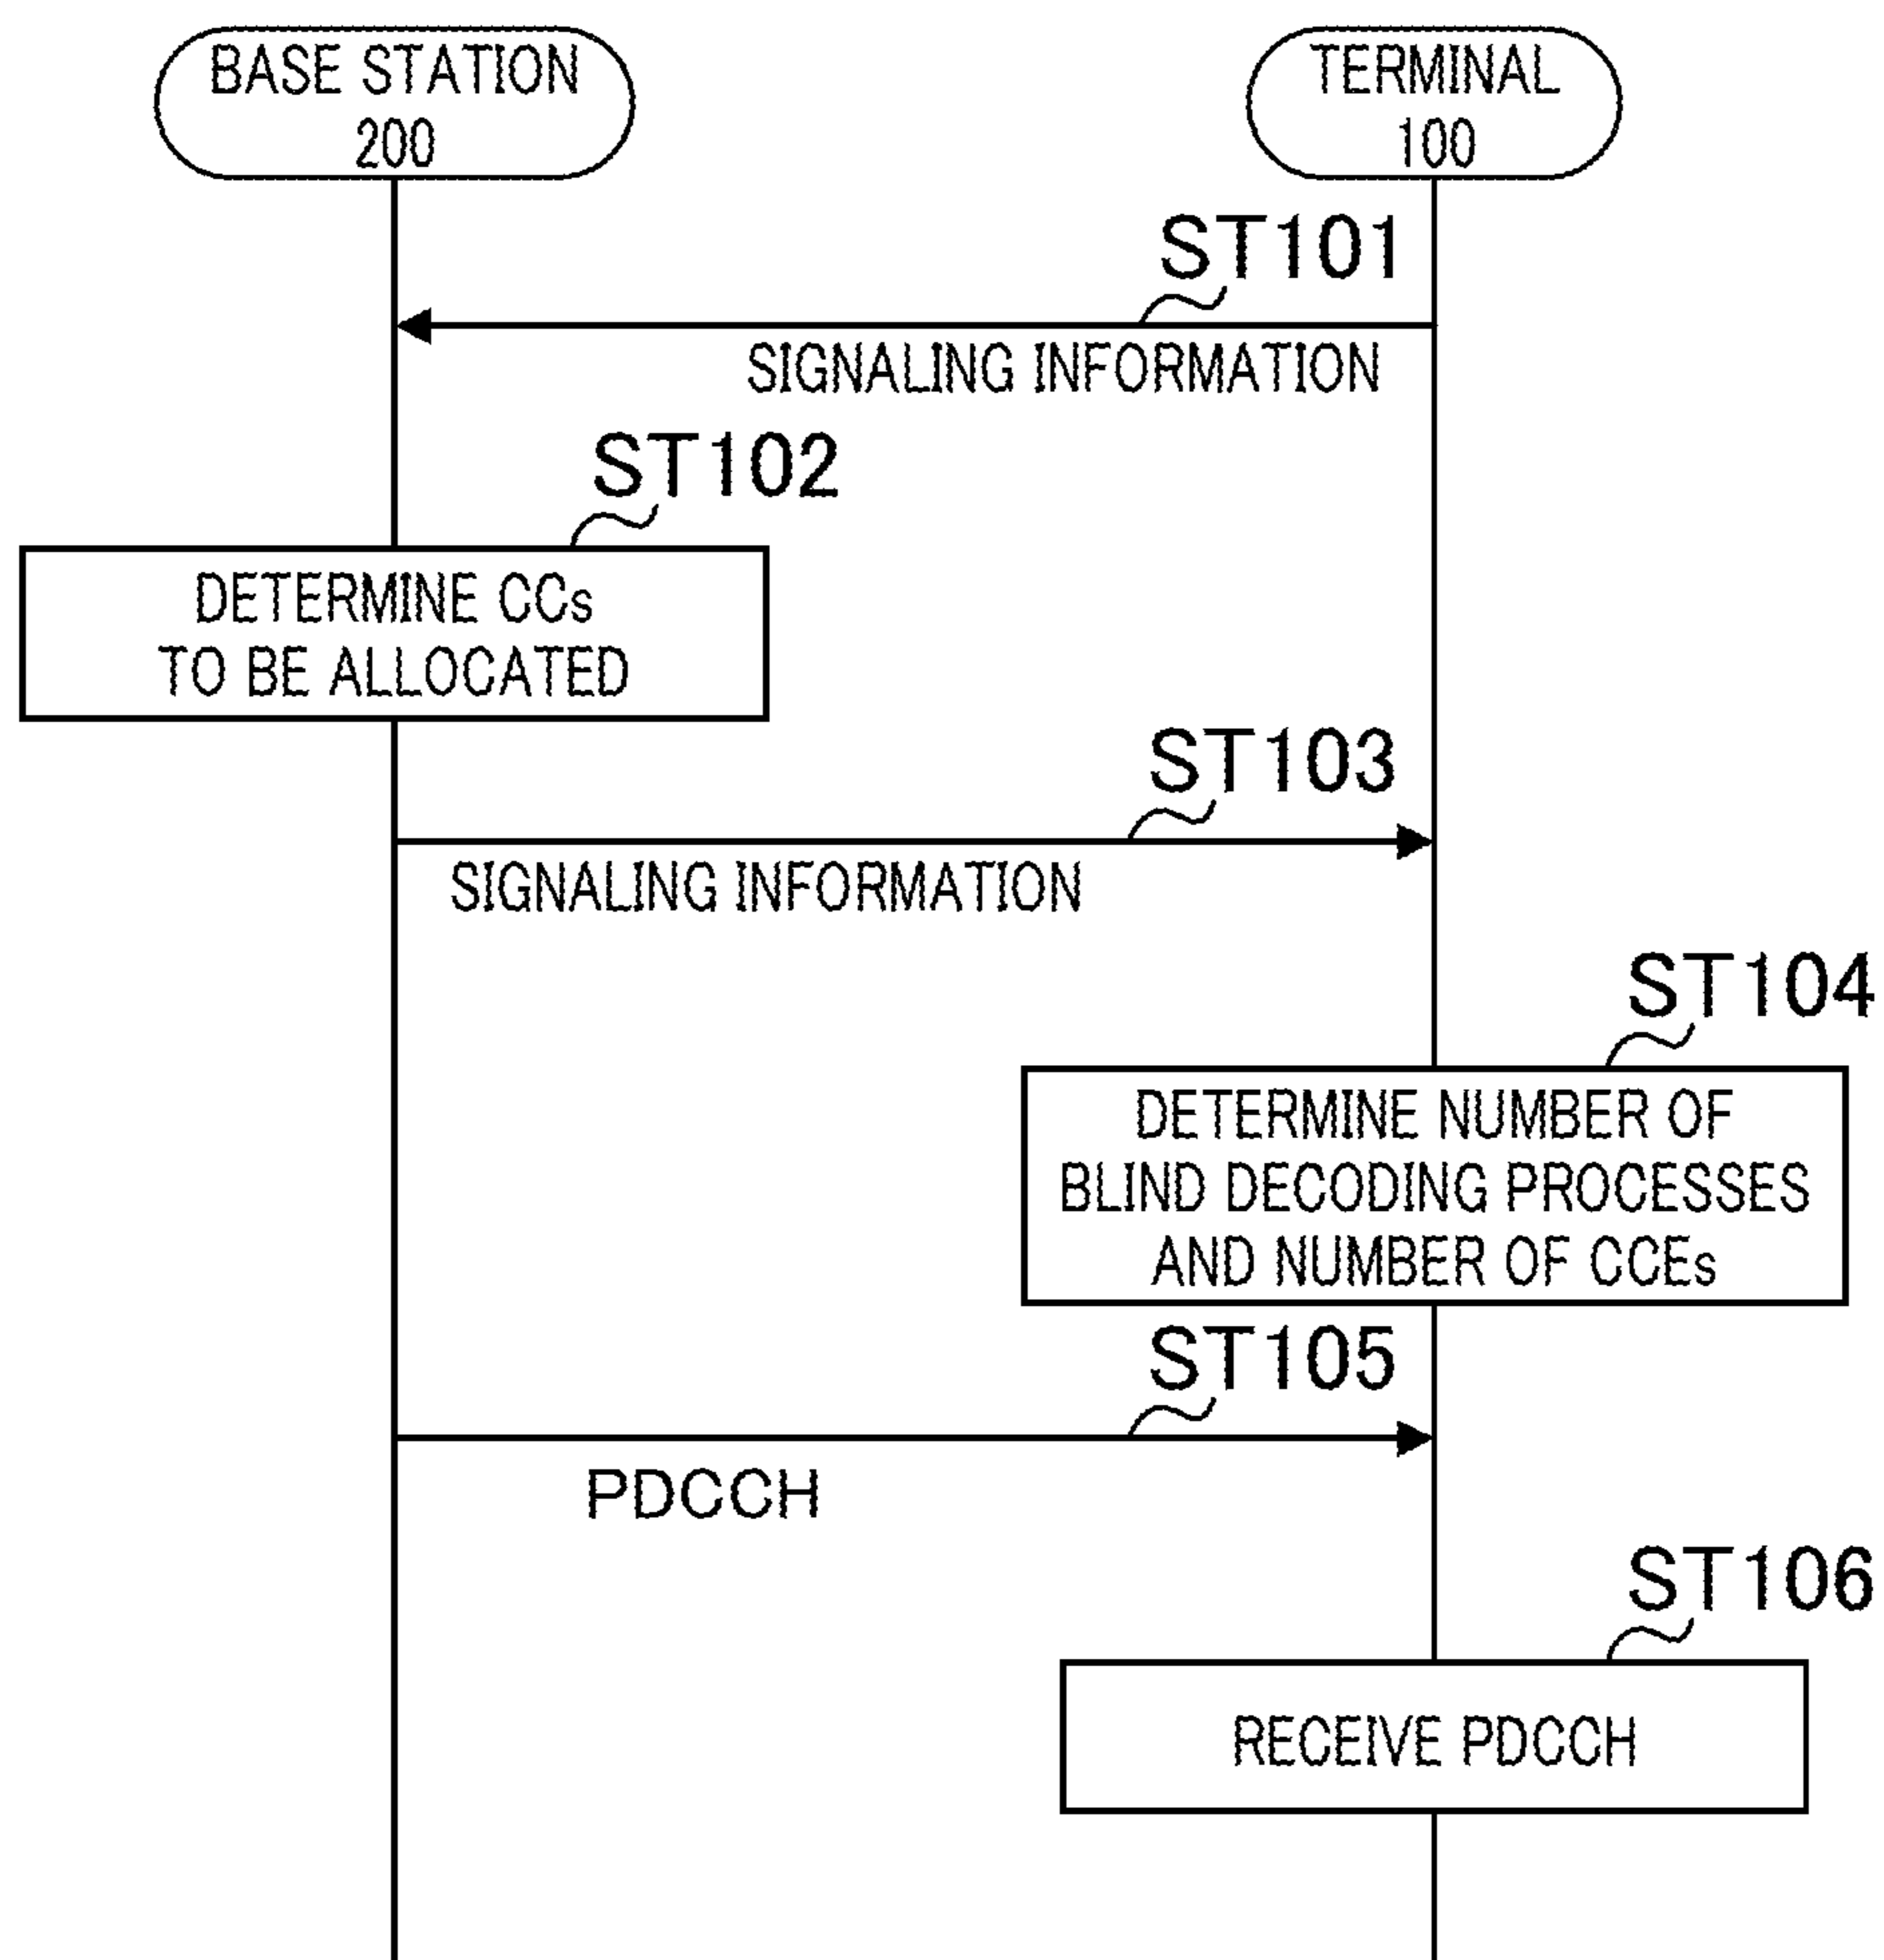 BASE STATION
200
TERMINAL
100
ST101
SIGNALING INFORMATION
ST102
DETERMINE CCs
TO BE ALLOCATED
ST103
SIGNALING INFORMATION
ST104
DETERMINE NUMBER OF
BLIND DECODING PROCESSES
AND NUMBER OF CCEs
ST105
PDCCH
ST106
RECEIVE PDCCH